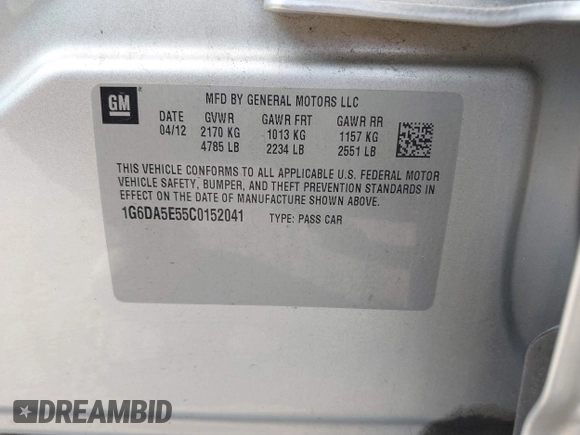 GM
MFD BY GENERAL MOTORS LLC
DATE GVWR GAWR FRT GAWR RR
04/12 2170 KG 1013 KG 1157 KG
4785 LB 2234 LB 2551 LB
THIS VEHICLE CONFORMS TO ALL APPLICABLE U.S. FEDERAL MOTOR
VEHICLE SAFETY, BUMPER, AND THEFT PREVENTION STANDARDS IN
EFFECT ON THE DATE OF MANUFACTURE SHOWN ABOVE.
1G6DA5E55C0152041 TYPE: PASS CAR
DREAMBID